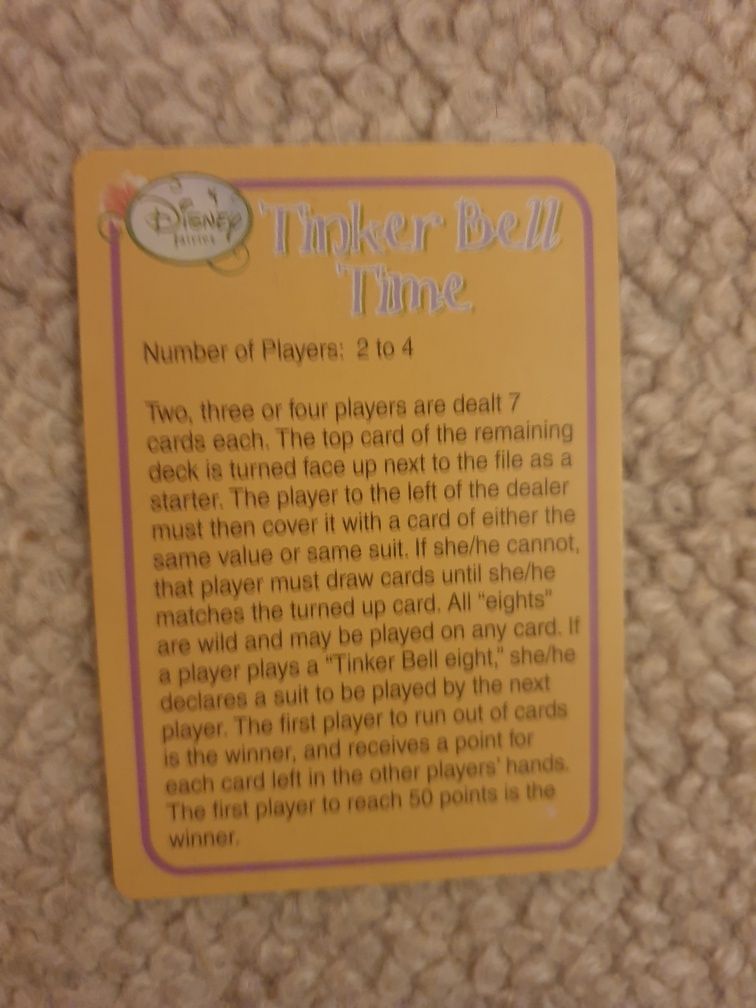 Disney
fairies
Tinker Bell
Time
Number of Players: 2 to 4
Two, three or four players are dealt 7
cards each. The top card of the remaining
deck is turned face up next to the file as a
starter. The player to the left of the dealer
must then cover it with a card of either the
same value or same suit. If she/he cannot,
that player must draw cards until she/he
matches the turned up card. All “eights”
are wild and may be played on any card. If
a player plays a “Tinker Bell eight,” she/he
declares a suit to be played by the next
player. The first player to run out of cards
is the winner, and receives a point for
each card left in the other players’ hands.
The first player to reach 50 points is the
winner.